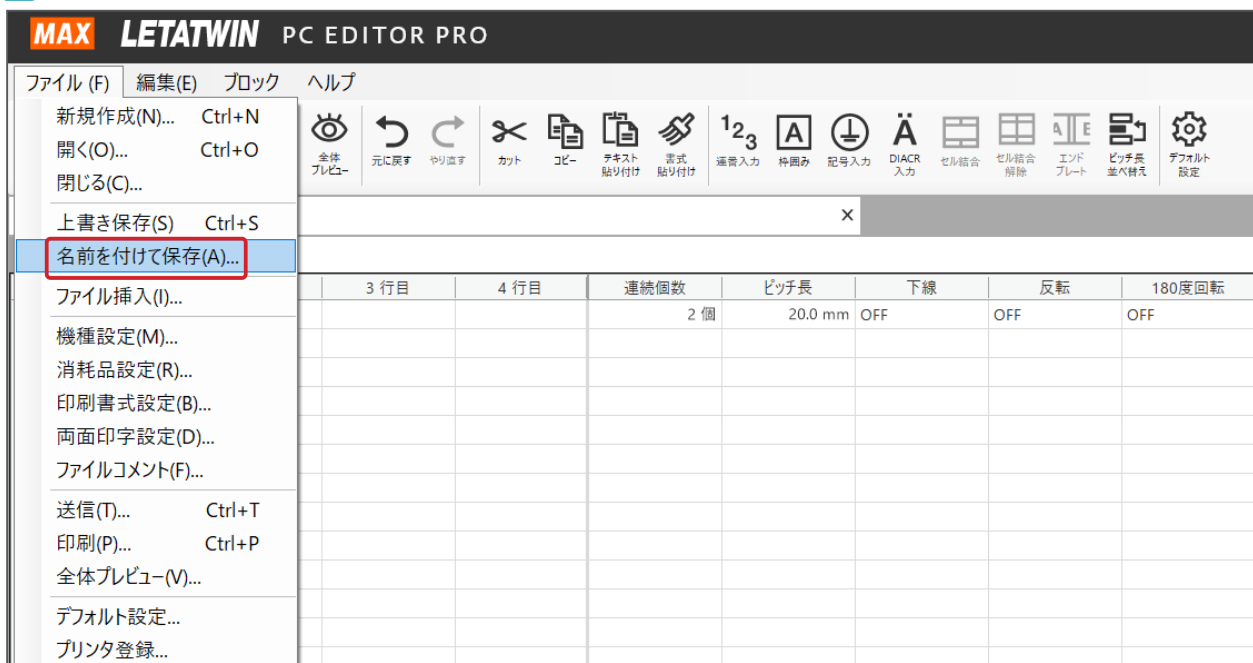 MAX LETATWIN PC EDITOR PRO
ファイル (F) 編集(E) ブロック ヘルプ
新規作成(N)... Ctrl+N
開く(O)... Ctrl+O
閉じる(C)...
上書き保存(S) Ctrl+S
名前を付けて保存(A)...
ファイル挿入(I)...
機種設定(M)...
消耗品設定(R)...
印刷書式設定(B)...
両面印字設定(D)...
ファイルコメント(F)...
送信(T)... Ctrl+T
印刷(P)... Ctrl+P
全体プレビュー(V)...
デフォルト設定...
プリンタ登録...
全体
プレビュー
元に戻す
やり直す
カット
コピー
テキスト
貼り付け
書式
貼り付け
123
連番入力
A
枠囲み
記号入力
Ä
DIACR
入力
セル結合
セル結合
解除
A E
エンド
プレート
ピッチ長
並べ替え
デフォルト
設定
×
3 行目 4 行目 連続個数 ピッチ長 下線 反転 180度回転
2 個 20.0 mm OFF OFF OFF